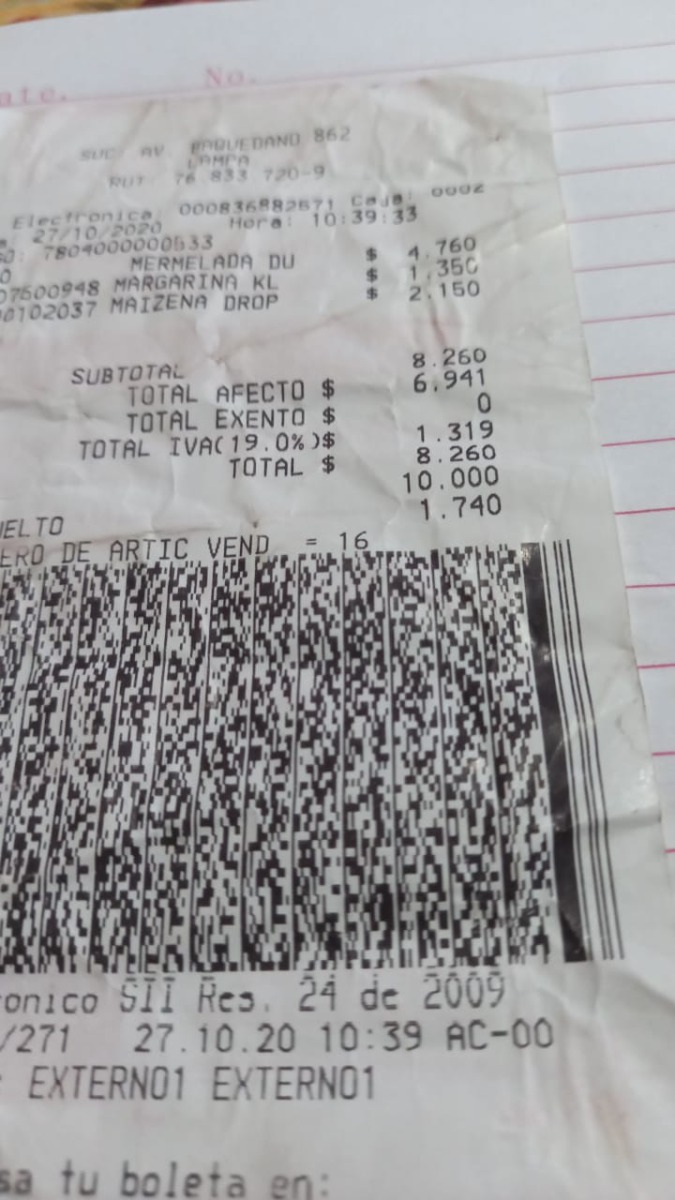 ate. No.
SUC: AV. BAQUEDANO 862
LAMPA
RUT: 76.833.720-9
Electronica, 000836882671 Caja: 0002
27/10/2020 Hora: 10:39:33
MERMELADA DU $ 4.760
07600948 MARGARINA KL $ 1.350
00102037 MAIZENA DROP $ 2.150
SUBTOTAL 8.260
TOTAL AFECTO $ 6.941
TOTAL EXENTO $ 0
TOTAL IVA(19.0%)$ 1.319
TOTAL $ 8.260
10.000
UELTO 1.740
ERO DE ARTIC VEND = 16
onico SII Res. 24 de 2009
/271 27.10.20 10:39 AC-00
: EXTERNO1 EXTERNO1
sa tu boleta en: